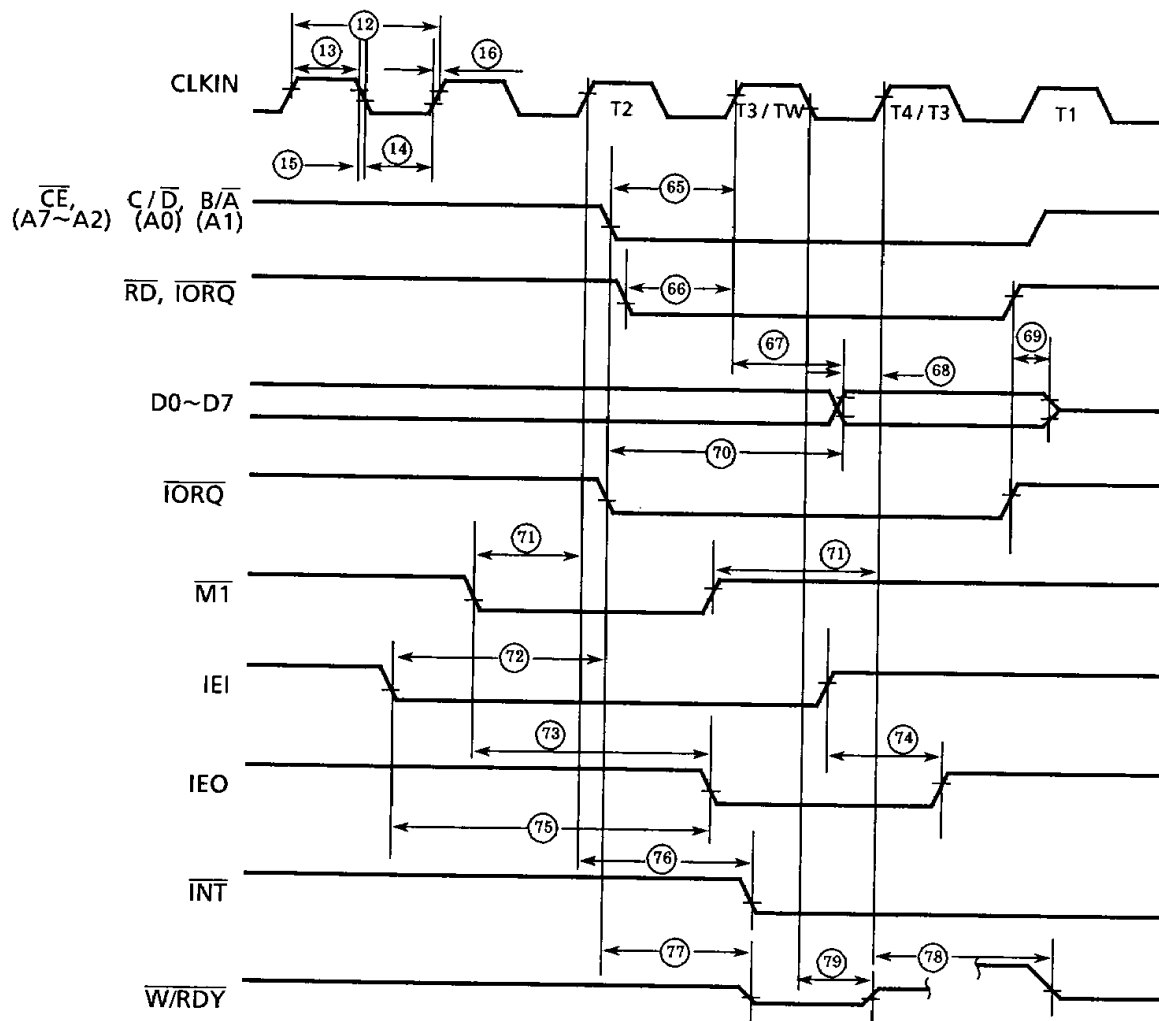 12
13
16
CLKIN
T2
T3 / TW
T4 / T3
T1
15
14
CE, C / D, B/A
(A7~A2) (A0) (A1)
65
RD, IORQ
66
67
69
68
D0~D7
70
IORQ
71
71
M1
72
IEI
73
74
IEO
75
76
INT
77
79
78
W/RDY